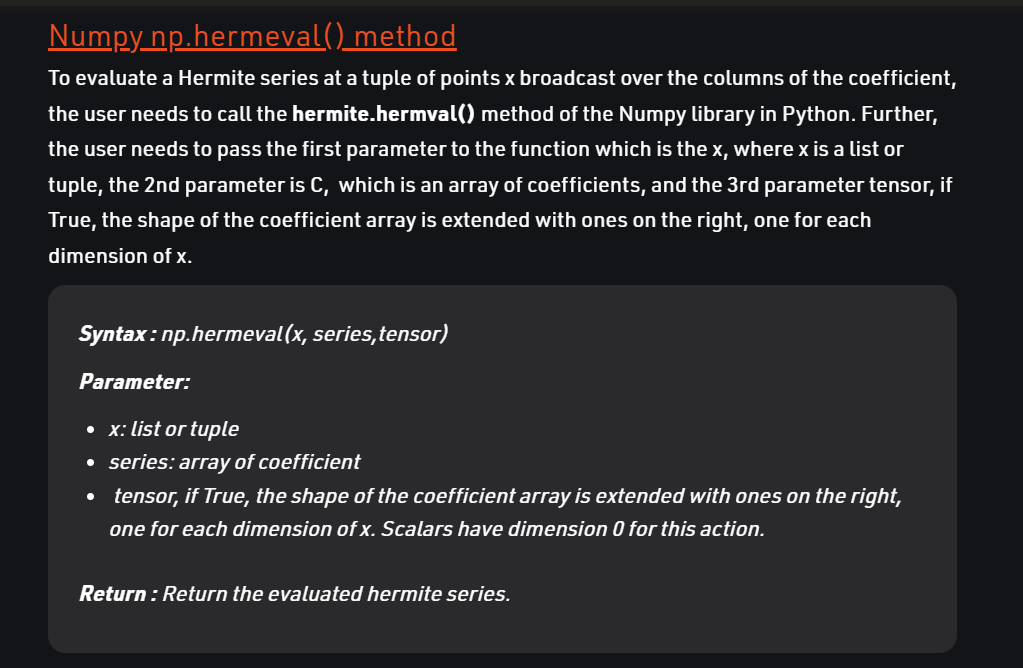 Numpy np.hermeval() method
To evaluate a Hermite series at a tuple of points x broadcast over the columns of the coefficient,
the user needs to call the hermite.hermval() method of the Numpy library in Python. Further,
the user needs to pass the first parameter to the function which is the x, where x is a list or
tuple, the 2nd parameter is C,  which is an array of coefficients, and the 3rd parameter tensor, if
True, the shape of the coefficient array is extended with ones on the right, one for each
dimension of x.
Syntax : np.hermeval(x, series,tensor)
Parameter:
• x: list or tuple
• series: array of coefficient
• tensor, if True, the shape of the coefficient array is extended with ones on the right,
one for each dimension of x. Scalars have dimension 0 for this action.
Return : Return the evaluated hermite series.